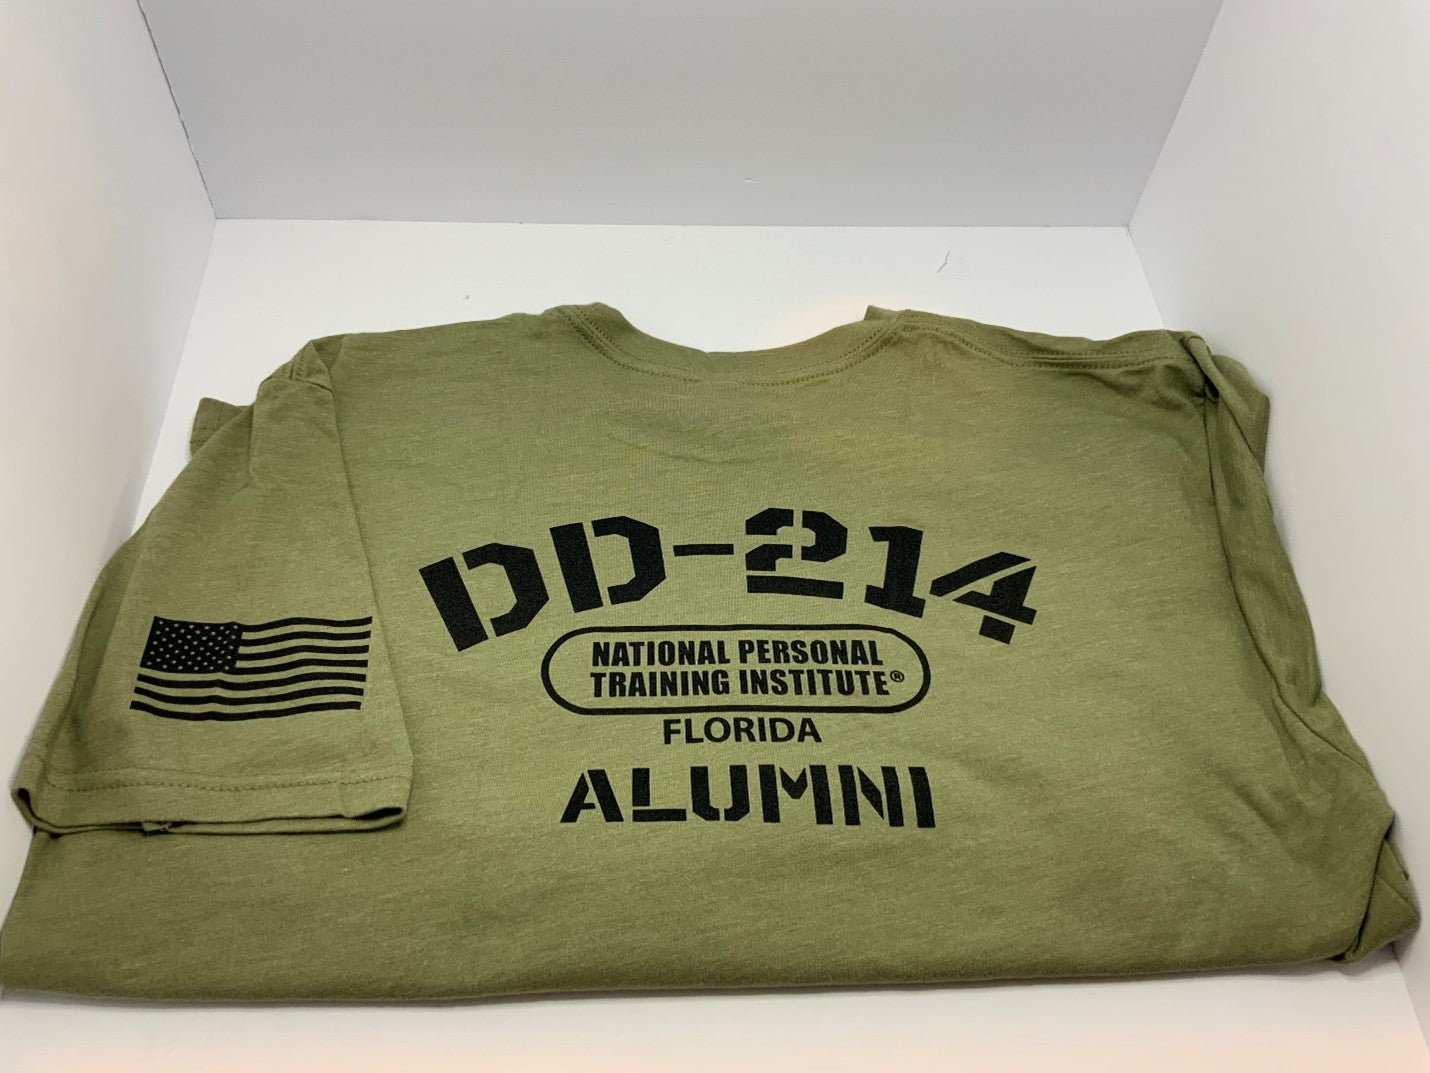 DD-214
NATIONAL PERSONAL
TRAINING INSTITUTE®
FLORIDA
ALUMNI